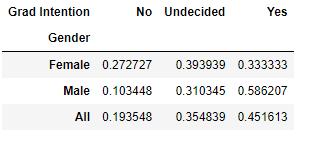 Grad Intention No Undecided Yes
Gender
Female 0.272727 0.393939 0.333333
Male 0.103448 0.310345 0.586207
All 0.193548 0.354839 0.451613